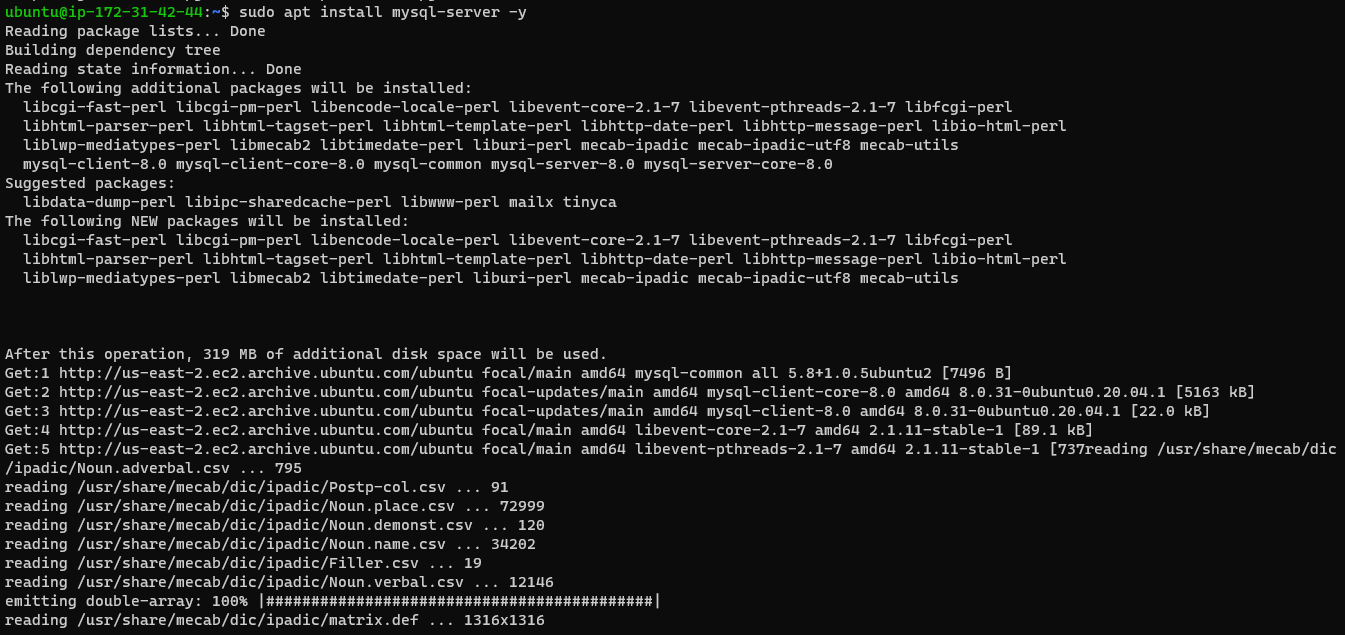 ubuntu@ip-172-31-42-44:~$ sudo apt install mysql-server -y
Reading package lists... Done
Building dependency tree
Reading state information... Done
The following additional packages will be installed:
  libcgi-fast-perl libcgi-pm-perl libencode-locale-perl libevent-core-2.1-7 libevent-pthreads-2.1-7 libfcgi-perl
  libhtml-parser-perl libhtml-tagset-perl libhtml-template-perl libhttp-date-perl libhttp-message-perl libio-html-perl
  liblwp-mediatypes-perl libmecab2 libtimedate-perl liburi-perl mecab-ipadic mecab-ipadic-utf8 mecab-utils
  mysql-client-8.0 mysql-client-core-8.0 mysql-common mysql-server-8.0 mysql-server-core-8.0
Suggested packages:
  libdata-dump-perl libipc-sharedcache-perl libwww-perl mailx tinyca
The following NEW packages will be installed:
  libcgi-fast-perl libcgi-pm-perl libencode-locale-perl libevent-core-2.1-7 libevent-pthreads-2.1-7 libfcgi-perl
  libhtml-parser-perl libhtml-tagset-perl libhtml-template-perl libhttp-date-perl libhttp-message-perl libio-html-perl
  liblwp-mediatypes-perl libmecab2 libtimedate-perl liburi-perl mecab-ipadic mecab-ipadic-utf8 mecab-utils
After this operation, 319 MB of additional disk space will be used.
Get:1 http://us-east-2.ec2.archive.ubuntu.com/ubuntu focal/main amd64 mysql-common all 5.8+1.0.5ubuntu2 [7496 B]
Get:2 http://us-east-2.ec2.archive.ubuntu.com/ubuntu focal-updates/main amd64 mysql-client-core-8.0 amd64 8.0.31-0ubuntu0.20.04.1 [5163 kB]
Get:3 http://us-east-2.ec2.archive.ubuntu.com/ubuntu focal-updates/main amd64 mysql-client-8.0 amd64 8.0.31-0ubuntu0.20.04.1 [22.0 kB]
Get:4 http://us-east-2.ec2.archive.ubuntu.com/ubuntu focal/main amd64 libevent-core-2.1-7 amd64 2.1.11-stable-1 [89.1 kB]
Get:5 http://us-east-2.ec2.archive.ubuntu.com/ubuntu focal/main amd64 libevent-pthreads-2.1-7 amd64 2.1.11-stable-1 [737reading /usr/share/mecab/dic
/ipadic/Noun.adverbal.csv ... 795
reading /usr/share/mecab/dic/ipadic/Postp-col.csv ... 91
reading /usr/share/mecab/dic/ipadic/Noun.place.csv ... 72999
reading /usr/share/mecab/dic/ipadic/Noun.demonst.csv ... 120
reading /usr/share/mecab/dic/ipadic/Noun.name.csv ... 34202
reading /usr/share/mecab/dic/ipadic/Filler.csv ... 19
reading /usr/share/mecab/dic/ipadic/Noun.verbal.csv ... 12146
emitting double-array: 100% |###########################################|
reading /usr/share/mecab/dic/ipadic/matrix.def ... 1316x1316